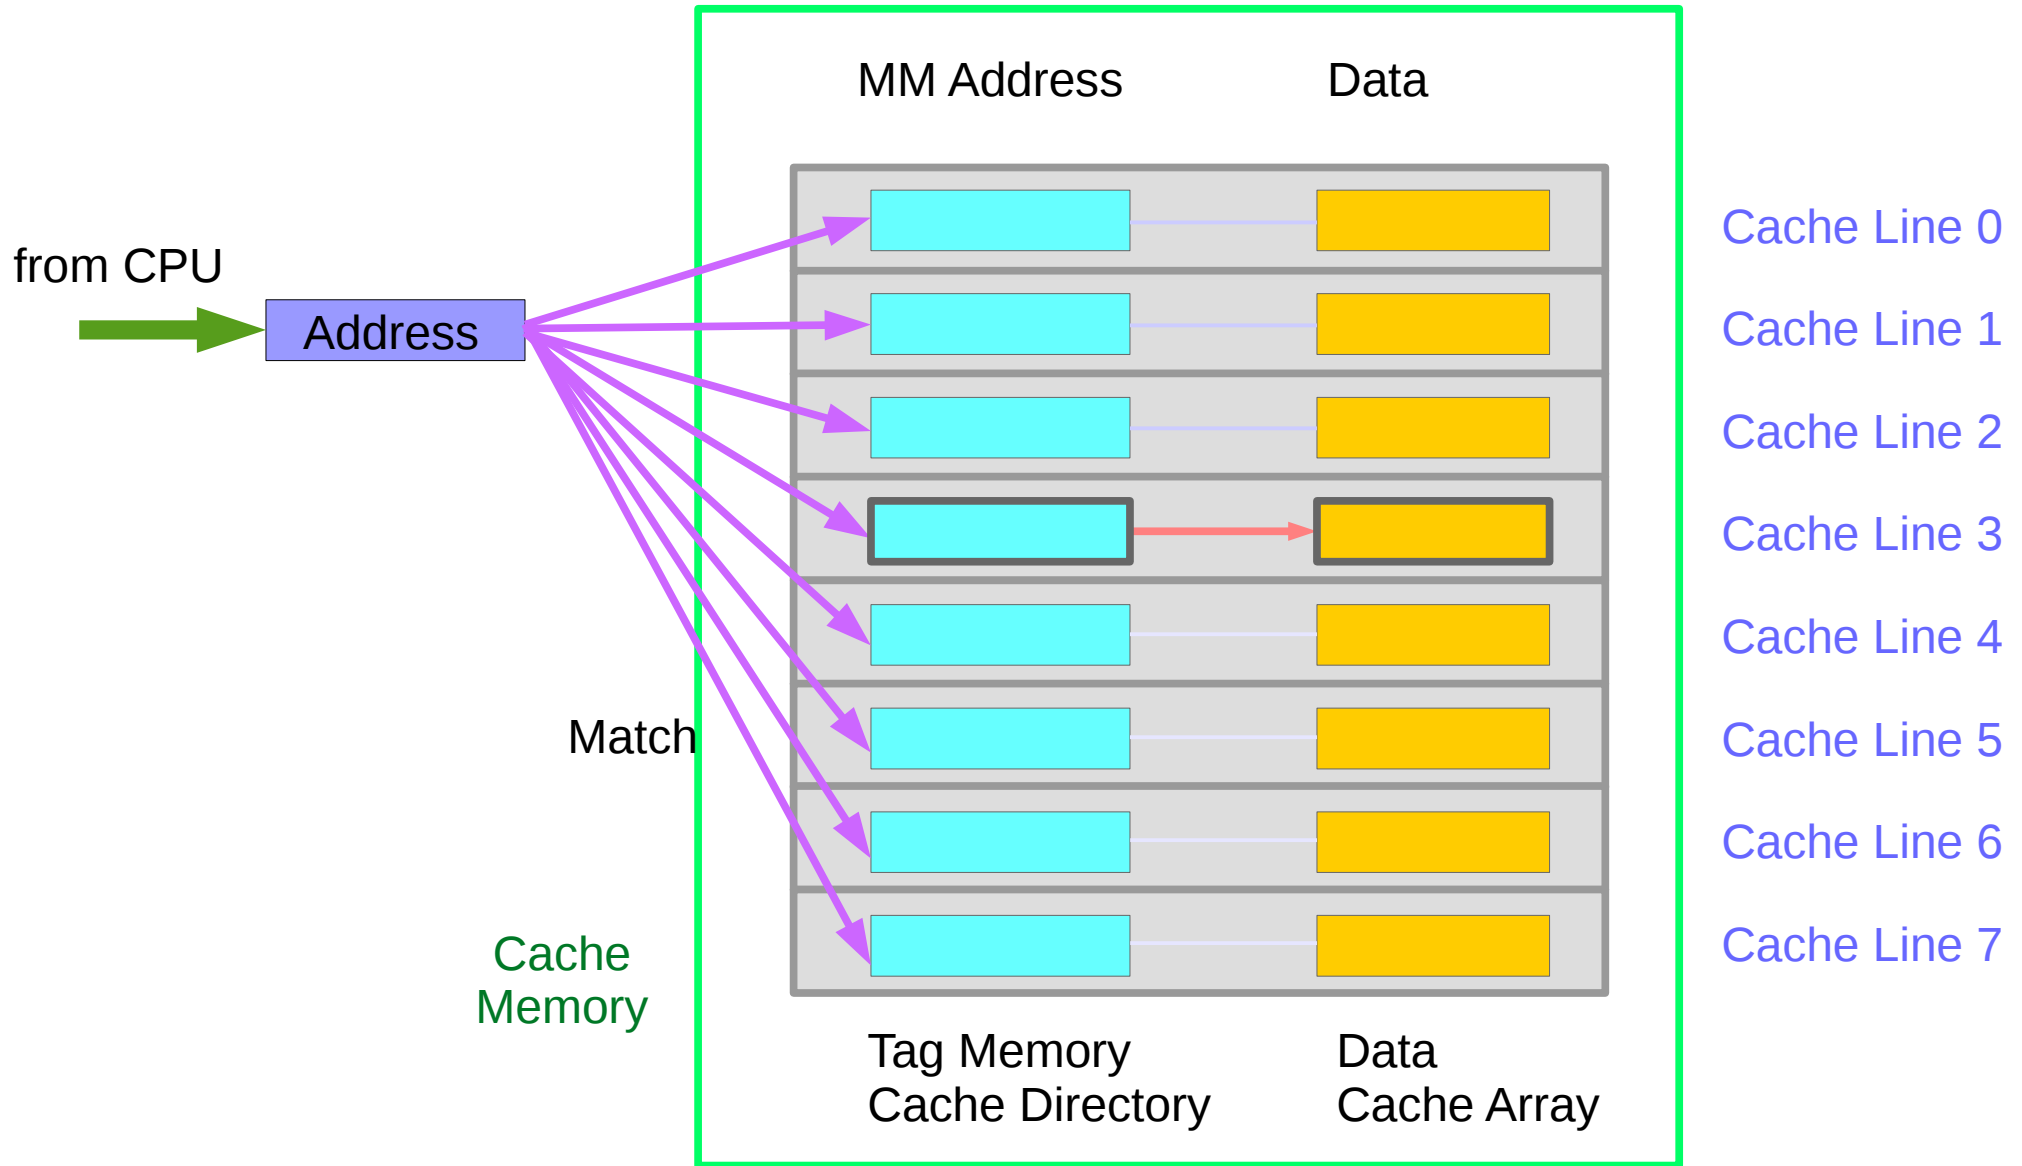 MM Address
Data
from CPU
Address
Cache Line 0
Cache Line 1
Cache Line 2
Cache Line 3
Cache Line 4
Match
Cache Line 5
Cache Line 6
Cache
Memory
Cache Line 7
Tag Memory
Cache Directory
Data
Cache Array